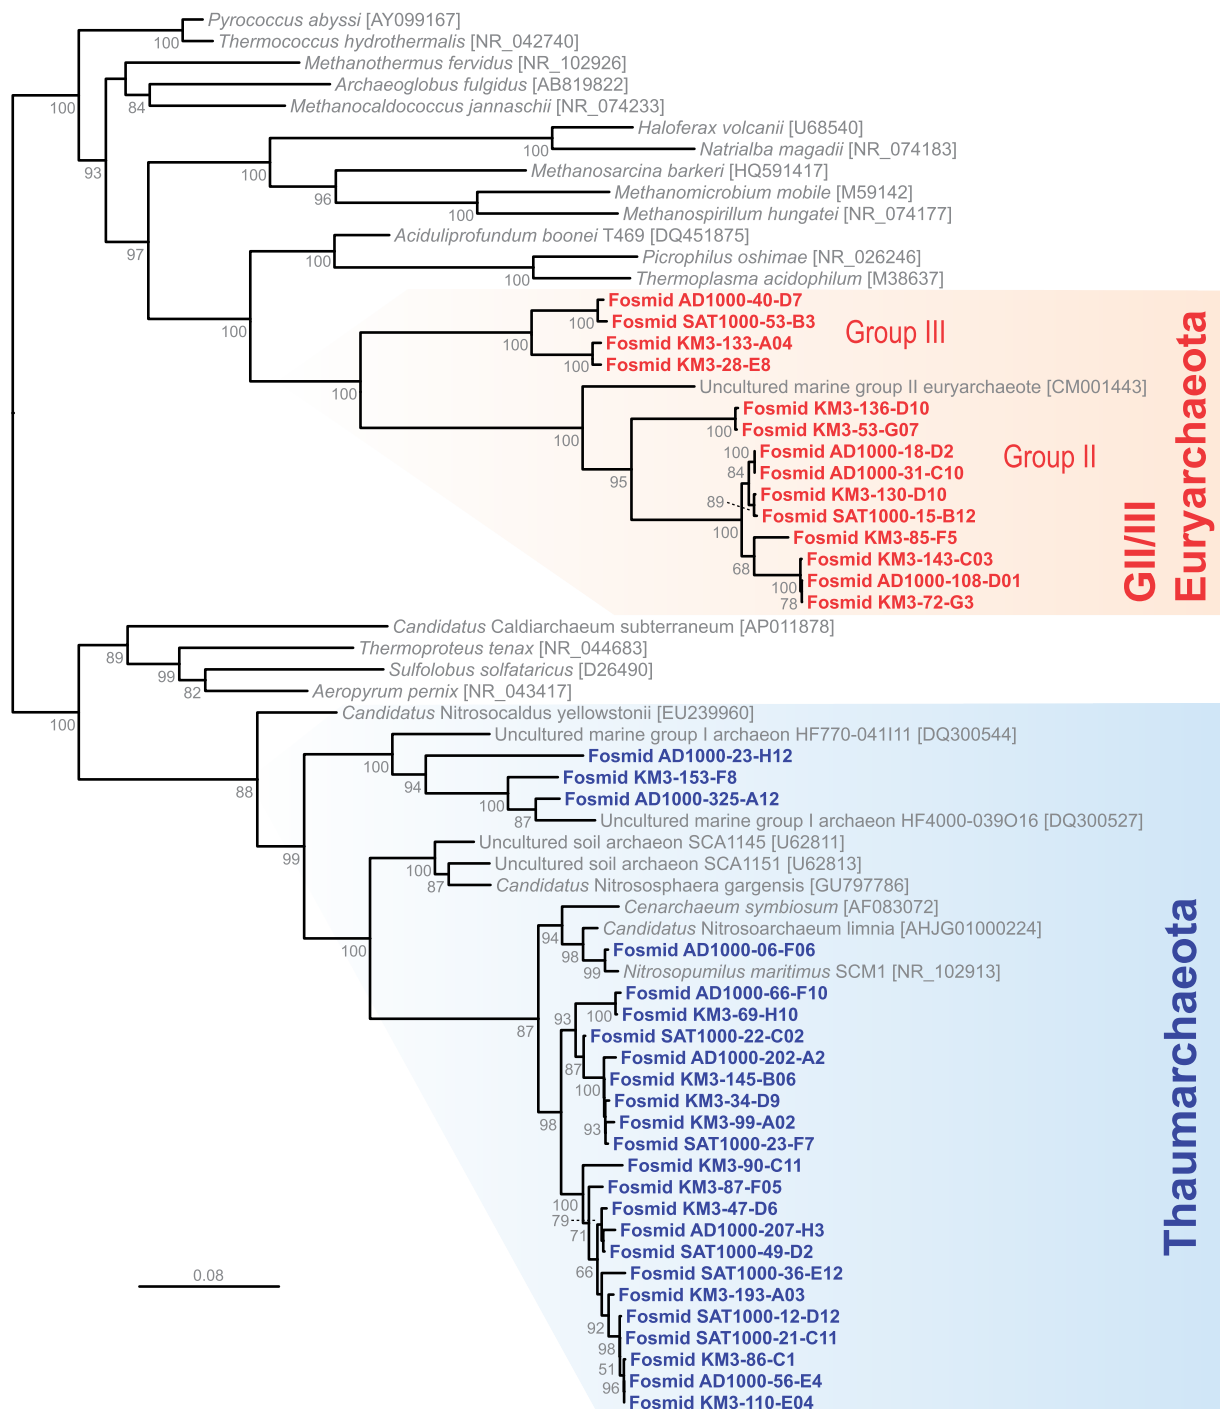 Pyrococcus abyssi [AY099167]
100
Thermococcus hydrothermalis [NR_042740]
Methanothermus fervidus [NR_102926]
Archaeoglobus fulgidus [AB819822]
100
84
Methanocaldococcus jannaschii [NR_074233]
Haloferax volcanii [U68540]
100
Natrialba magadii [NR_074183]
93
100
Methanosarcina barkeri [HQ591417]
Methanomicrobium mobile [M59142]
96
100
Methanospirillum hungatei [NR_074177]
Aciduliprofundum boonei T469 [DQ451875]
97
100
Picrophilus oshimae [NR_026246]
100
Thermoplasma acidophilum [M38637]
Fosmid AD1000-40-D7
100
Fosmid SAT1000-53-B3
100
100
Fosmid KM3-133-A04
100
Fosmid KM3-28-E8
Group III
100
Uncultured marine group II euryarchaeote [CM001443]
Fosmid KM3-136-D10
100
Fosmid KM3-53-G07
100
100
Fosmid AD1000-18-D2
84
Fosmid AD1000-31-C10
Group II
95
Fosmid KM3-130-D10
89
Fosmid SAT1000-15-B12
100
Fosmid KM3-85-F5
68
Fosmid KM3-143-C03
100
Fosmid AD1000-108-D01
78
Fosmid KM3-72-G3
GII/III
Euryarchaeota
Candidatus Caldiarchaeum subterraneum [AP011878]
89
Thermoproteus tenax [NR_044683]
99
Sulfolobus solfataricus [D26490]
82
Aeropyrum pernix [NR_043417]
100
Candidatus Nitrosocaldus yellowstonii [EU239960]
Uncultured marine group I archaeon HF770-041I11 [DQ300544]
100
Fosmid AD1000-23-H12
88
94
Fosmid KM3-153-F8
100
Fosmid AD1000-325-A12
87
Uncultured marine group I archaeon HF4000-039O16 [DQ300527]
99
Uncultured soil archaeon SCA1145 [U62811]
100
Uncultured soil archaeon SCA1151 [U62813]
87
Candidatus Nitrososphaera gargensis [GU797786]
100
Cenarchaeum symbiosum [AF083072]
94
Candidatus Nitrosoarchaeum limnia [AHJG01000224]
98
Fosmid AD1000-06-F06
99
Nitrosopumilus maritimus SCM1 [NR_102913]
87
Fosmid AD1000-66-F10
93
100
Fosmid KM3-69-H10
Fosmid SAT1000-22-C02
87
Fosmid AD1000-202-A2
Fosmid KM3-145-B06
100
Fosmid KM3-34-D9
98
Fosmid KM3-99-A02
93
Fosmid SAT1000-23-F7
Fosmid KM3-90-C11
Fosmid KM3-87-F05
100
Fosmid KM3-47-D6
79
71
Fosmid AD1000-207-H3
Fosmid SAT1000-49-D2
66
Fosmid SAT1000-36-E12
Fosmid KM3-193-A03
Fosmid SAT1000-12-D12
92
Fosmid SAT1000-21-C11
98
Fosmid KM3-86-C1
51
Fosmid AD1000-56-E4
96
Fosmid KM3-110-E04
Thaumarchaeota
0.08